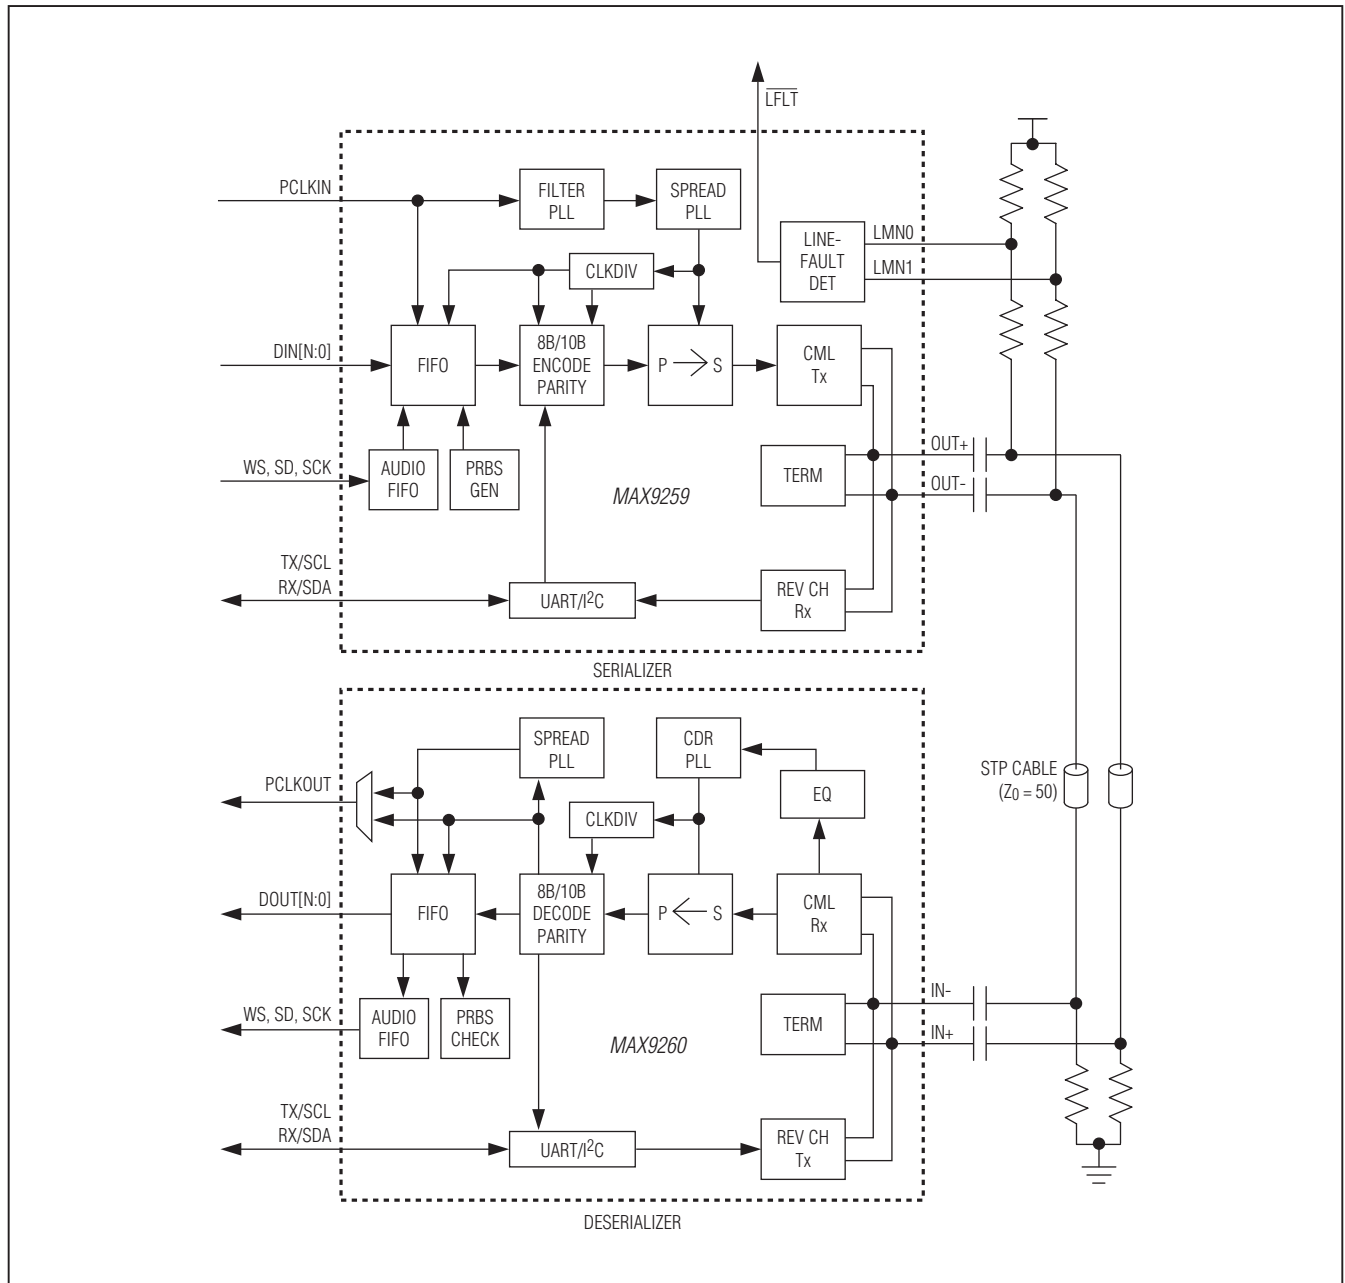 LFLT
PCLKIN
FILTER
PLL
SPREAD
PLL
LINE-
FAULT
DET
LMN0
LMN1
CLKDIV
DIN[N:0]
FIFO
8B/10B
ENCODE
PARITY
P S
CML
Tx
WS, SD, SCK
AUDIO
FIFO
PRBS
GEN
MAX9259
TERM
OUT+
OUT-
TX/SCL
RX/SDA
UART/I2C
REV CH
Rx
SERIALIZER
PCLKOUT
SPREAD
PLL
CDR
PLL
EQ
CLKDIV
STP CABLE
(Z0 = 50)
DOUT[N:0]
FIFO
8B/10B
DECODE
PARITY
P S
CML
Rx
WS, SD, SCK
AUDIO
FIFO
PRBS
CHECK
MAX9260
TERM
IN-
IN+
TX/SCL
RX/SDA
UART/I2C
REV CH
Tx
DESERIALIZER